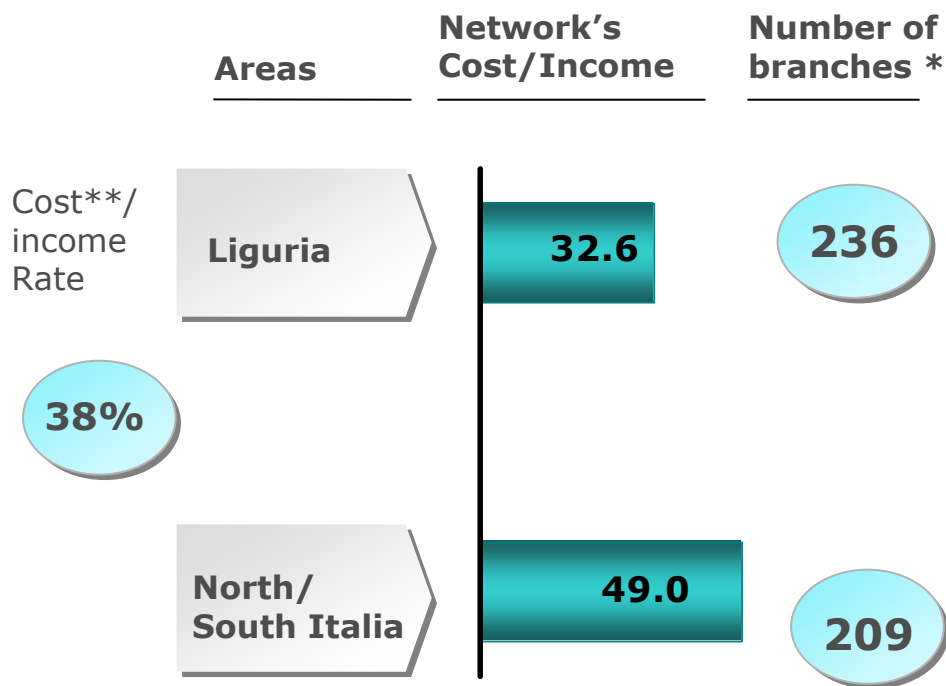 Areas
Network’s
Cost/Income
Number of
branches *
Cost**/
income
Rate
Liguria
32.6
236
38%
North/
South Italia
49.0
209